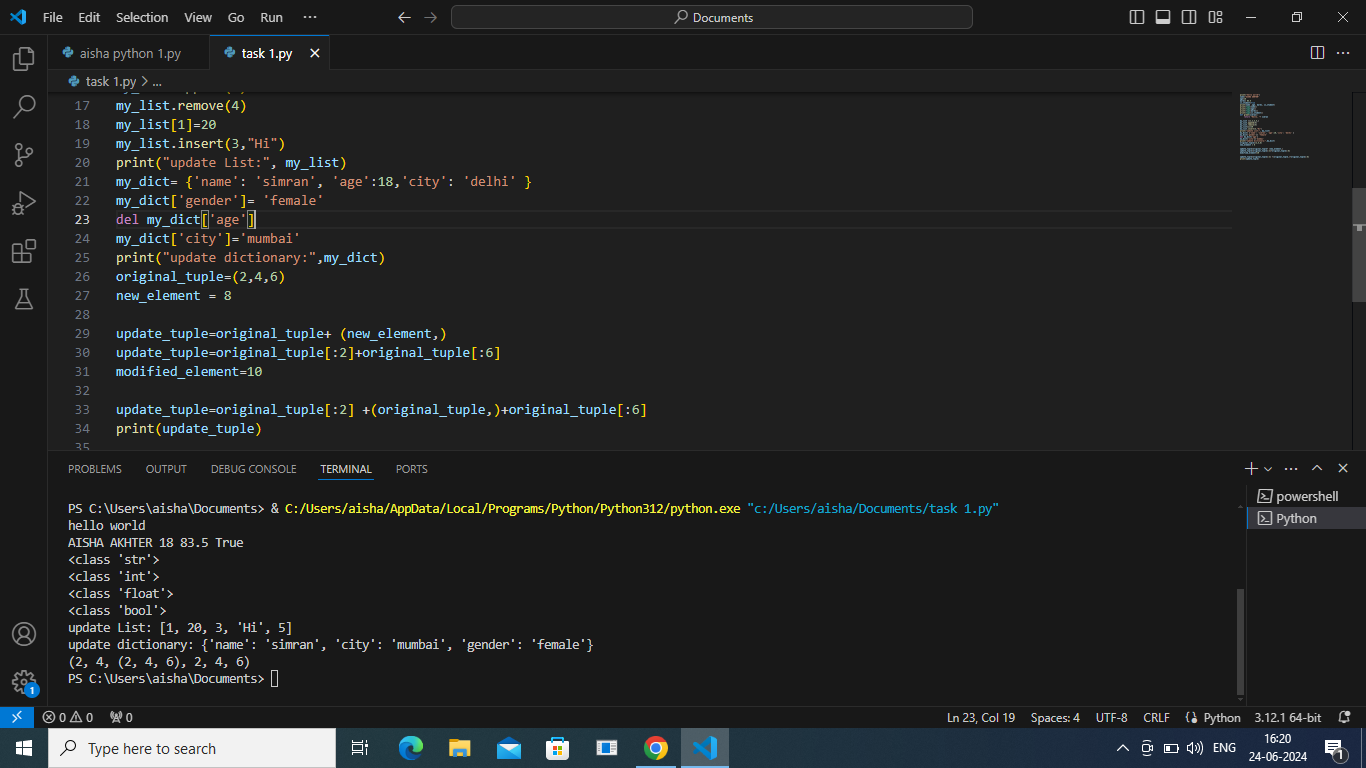 File Edit Selection View Go Run ··· Documents
aisha python 1.py task 1.py
task 1.py > ...
17 my_list.remove(4)
18 my_list[1]=20
19 my_list.insert(3,"Hi")
20 print("update List:", my_list)
21 my_dict= {'name': 'simran', 'age':18,'city': 'delhi' }
22 my_dict['gender']= 'female'
23 del my_dict['age']
24 my_dict['city']='mumbai'
25 print("update dictionary:",my_dict)
26 original_tuple=(2,4,6)
27 new_element = 8
28
29 update_tuple=original_tuple+ (new_element,)
30 update_tuple=original_tuple[:2]+original_tuple[:6]
31 modified_element=10
32
33 update_tuple=original_tuple[:2] +(original_tuple,)+original_tuple[:6]
34 print(update_tuple)
35
PROBLEMS OUTPUT DEBUG CONSOLE TERMINAL PORTS
PS C:\Users\aisha\Documents> & C:/Users/aisha/AppData/Local/Programs/Python/Python312/python.exe "c:/Users/aisha/Documents/task 1.py"
hello world
AISHA AKHTER 18 83.5 True
<class 'str'>
<class 'int'>
<class 'float'>
<class 'bool'>
update List: [1, 20, 3, 'Hi', 5]
update dictionary: {'name': 'simran', 'city': 'mumbai', 'gender': 'female'}
(2, 4, (2, 4, 6), 2, 4, 6)
PS C:\Users\aisha\Documents>
powershell
Python
1
0 0 0 Ln 23, Col 19 Spaces: 4 UTF-8 CRLF Python 3.12.1 64-bit
Type here to search ENG 16:20
24-06-2024 1